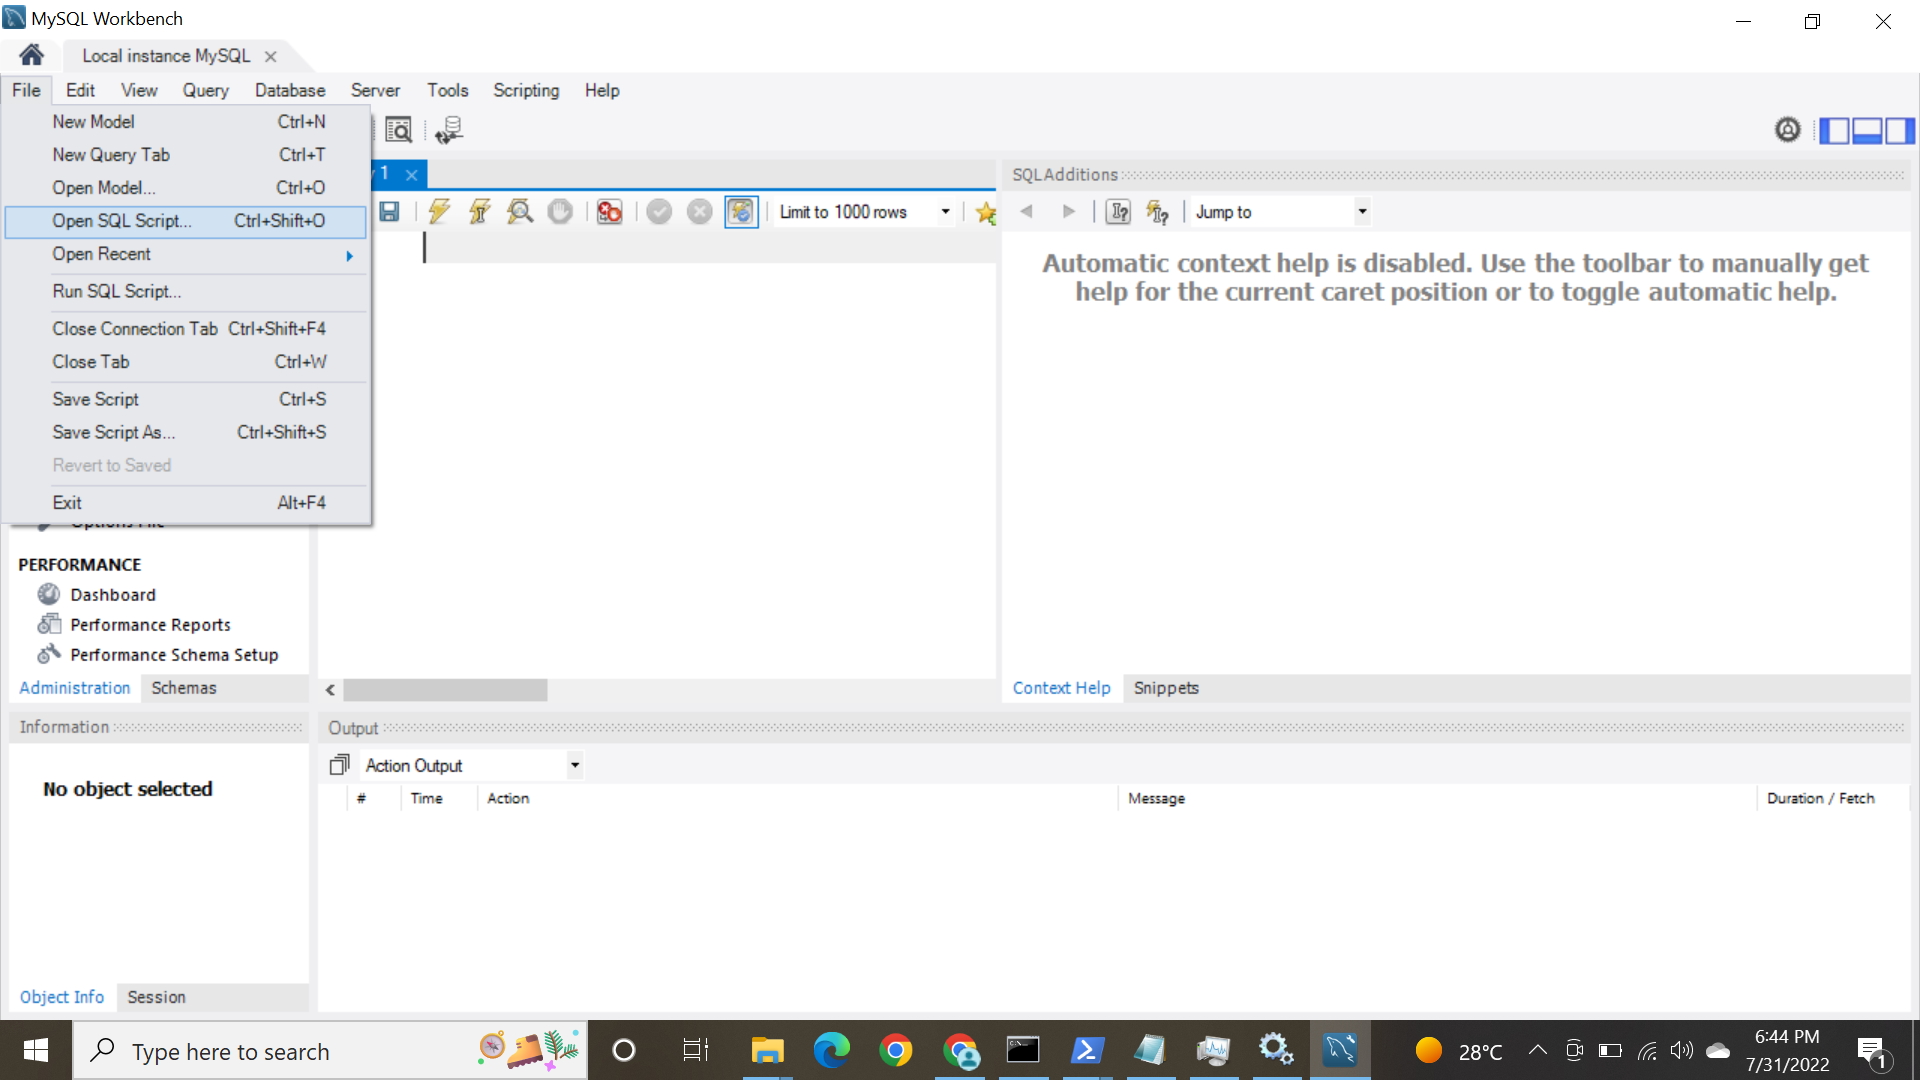 MySQL Workbench
Local instance MySQL
File Edit View Query Database Server Tools Scripting Help
New Model Ctrl+N
New Query Tab Ctrl+T
Open Model... Ctrl+O
Open SQL Script... Ctrl+Shift+O
Open Recent
Run SQL Script...
Close Connection Tab Ctrl+Shift+F4
Close Tab Ctrl+W
Save Script Ctrl+S
Save Script As... Ctrl+Shift+S
Revert to Saved
Exit Alt+F4
Options File
PERFORMANCE
Dashboard
Performance Reports
Performance Schema Setup
Administration Schemas
Information
No object selected
Object Info Session
1
Limit to 1000 rows
SQLAdditions
Jump to
Automatic context help is disabled. Use the toolbar to manually get
help for the current caret position or to toggle automatic help.
Context Help Snippets
Output
Action Output
# Time Action Message Duration / Fetch
Type here to search
28°C
6:44 PM
7/31/2022
1